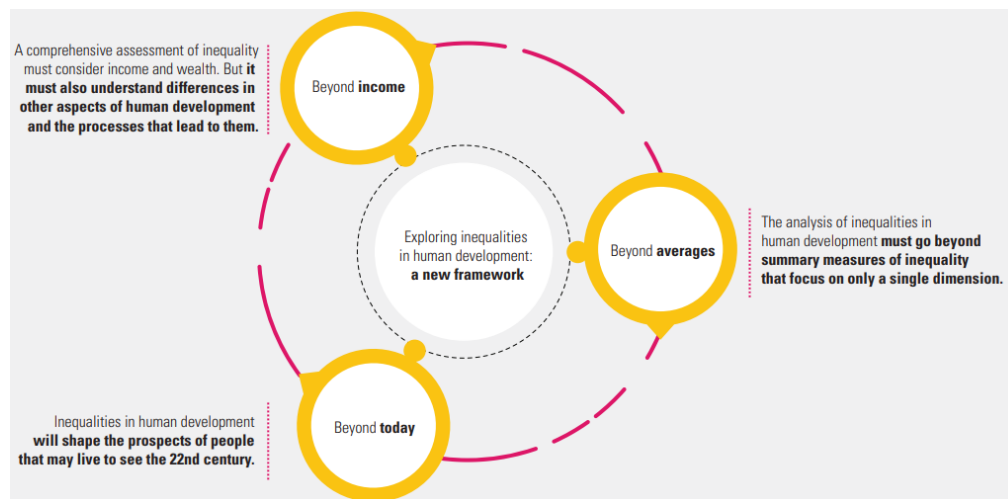 A comprehensive assessment of inequality
must consider income and wealth. But it
must also understand differences in
other aspects of human development
and the processes that lead to them.
Beyond income
Exploring inequalities
in human development:
a new framework
Beyond averages
The analysis of inequalities in
human development must go beyond
summary measures of inequality
that focus on only a single dimension.
Inequalities in human development
will shape the prospects of people
that may live to see the 22nd century.
Beyond today